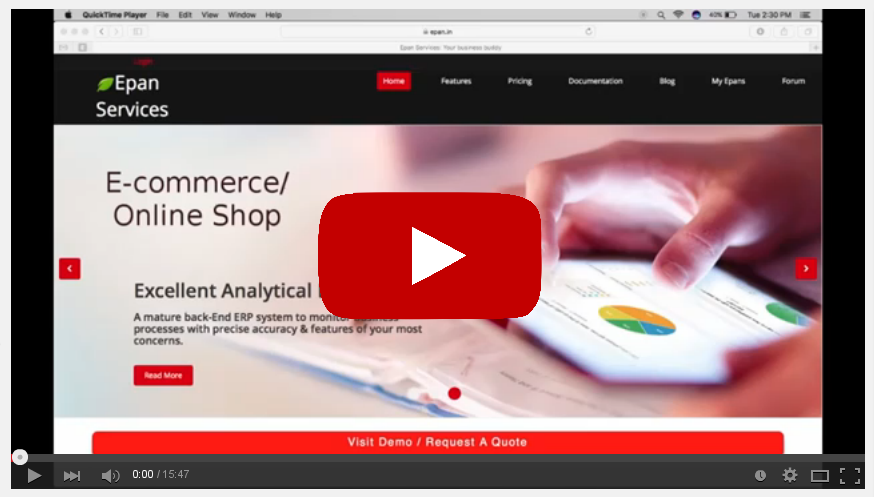 QuickTime Player File Edit View Window Help 40% Tue 2:30 PM
epan.in
Epan Services: Your business buddy
Login
Epan
Services
Home Features Pricing Documentation Blog My Epans Forum
E-commerce/
Online Shop
Excellent Analytical
A mature back-End ERP system to monitor
processes with precise accuracy & features of your most
concerns.
Read More
Visit Demo / Request A Quote
0:00 / 15:47